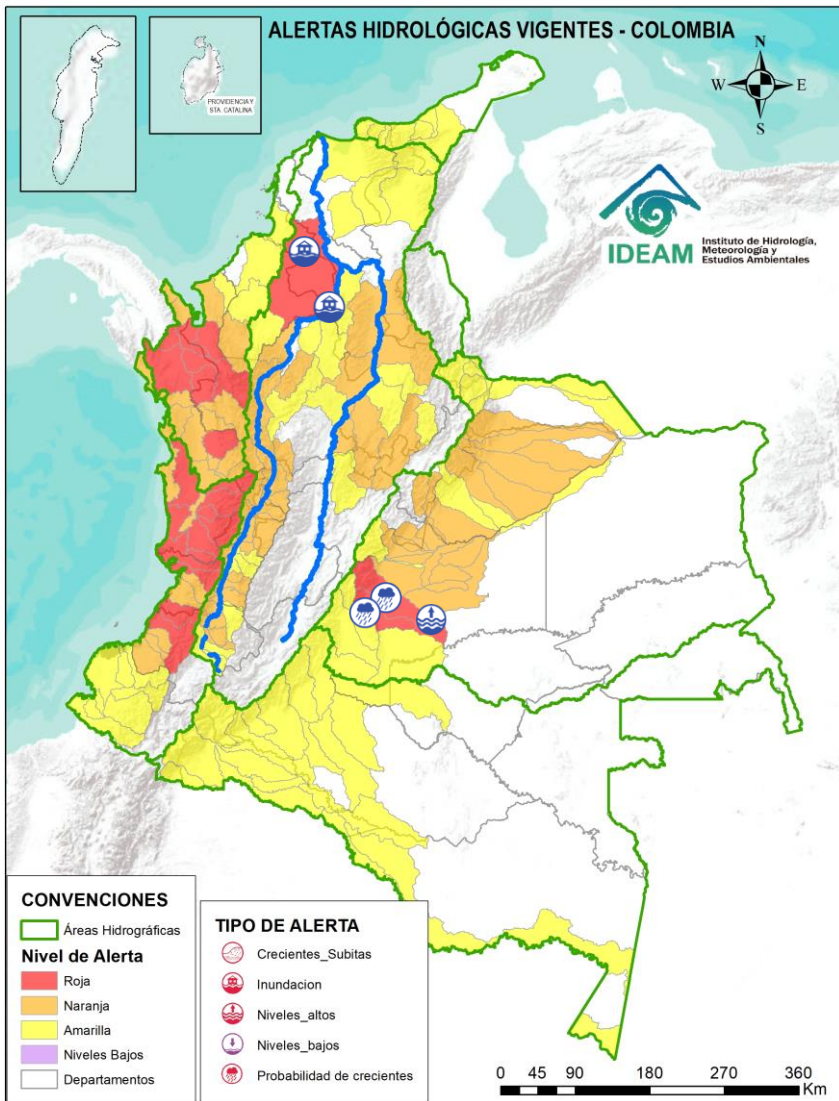 ALERTAS HIDROLÓGICAS VIGENTES - COLOMBIA
PROVIDENCIA Y
STA. CATALINA
N
W
E
S
IDEAM
Instituto de Hidrología,
Meteorología y
Estudios Ambientales
CONVENCIONES
Áreas Hidrográficas
Nivel de Alerta
Roja
Naranja
Amarilla
Niveles Bajos
Departamentos
TIPO DE ALERTA
Crecientes_Subitas
Inundacion
Niveles_altos
Niveles_bajos
Probabilidad de crecientes
0 45 90 180 270 360
Km